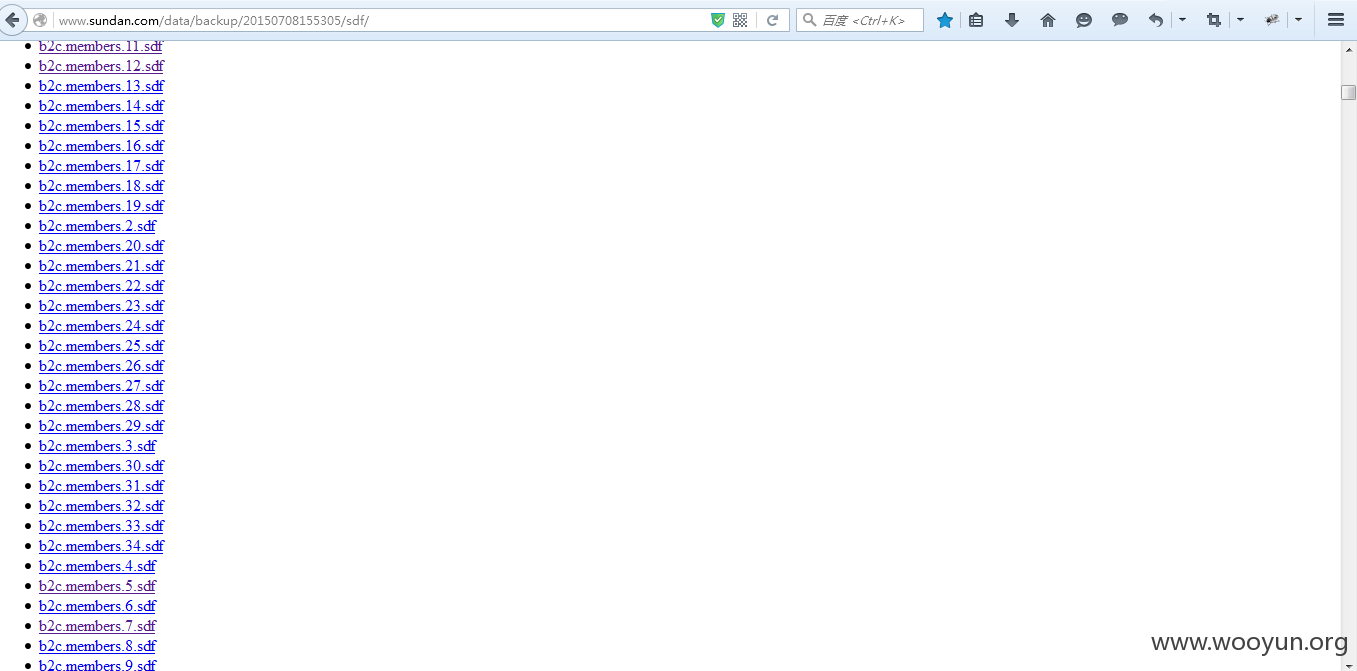 www.sundan.com/data/backup/20150708155305/sdf/
百度 <Ctrl+K>
b2c.members.11.sdf
b2c.members.12.sdf
b2c.members.13.sdf
b2c.members.14.sdf
b2c.members.15.sdf
b2c.members.16.sdf
b2c.members.17.sdf
b2c.members.18.sdf
b2c.members.19.sdf
b2c.members.2.sdf
b2c.members.20.sdf
b2c.members.21.sdf
b2c.members.22.sdf
b2c.members.23.sdf
b2c.members.24.sdf
b2c.members.25.sdf
b2c.members.26.sdf
b2c.members.27.sdf
b2c.members.28.sdf
b2c.members.29.sdf
b2c.members.3.sdf
b2c.members.30.sdf
b2c.members.31.sdf
b2c.members.32.sdf
b2c.members.33.sdf
b2c.members.34.sdf
b2c.members.4.sdf
b2c.members.5.sdf
b2c.members.6.sdf
b2c.members.7.sdf
b2c.members.8.sdf
b2c.members.9.sdf
www.wooyun.org